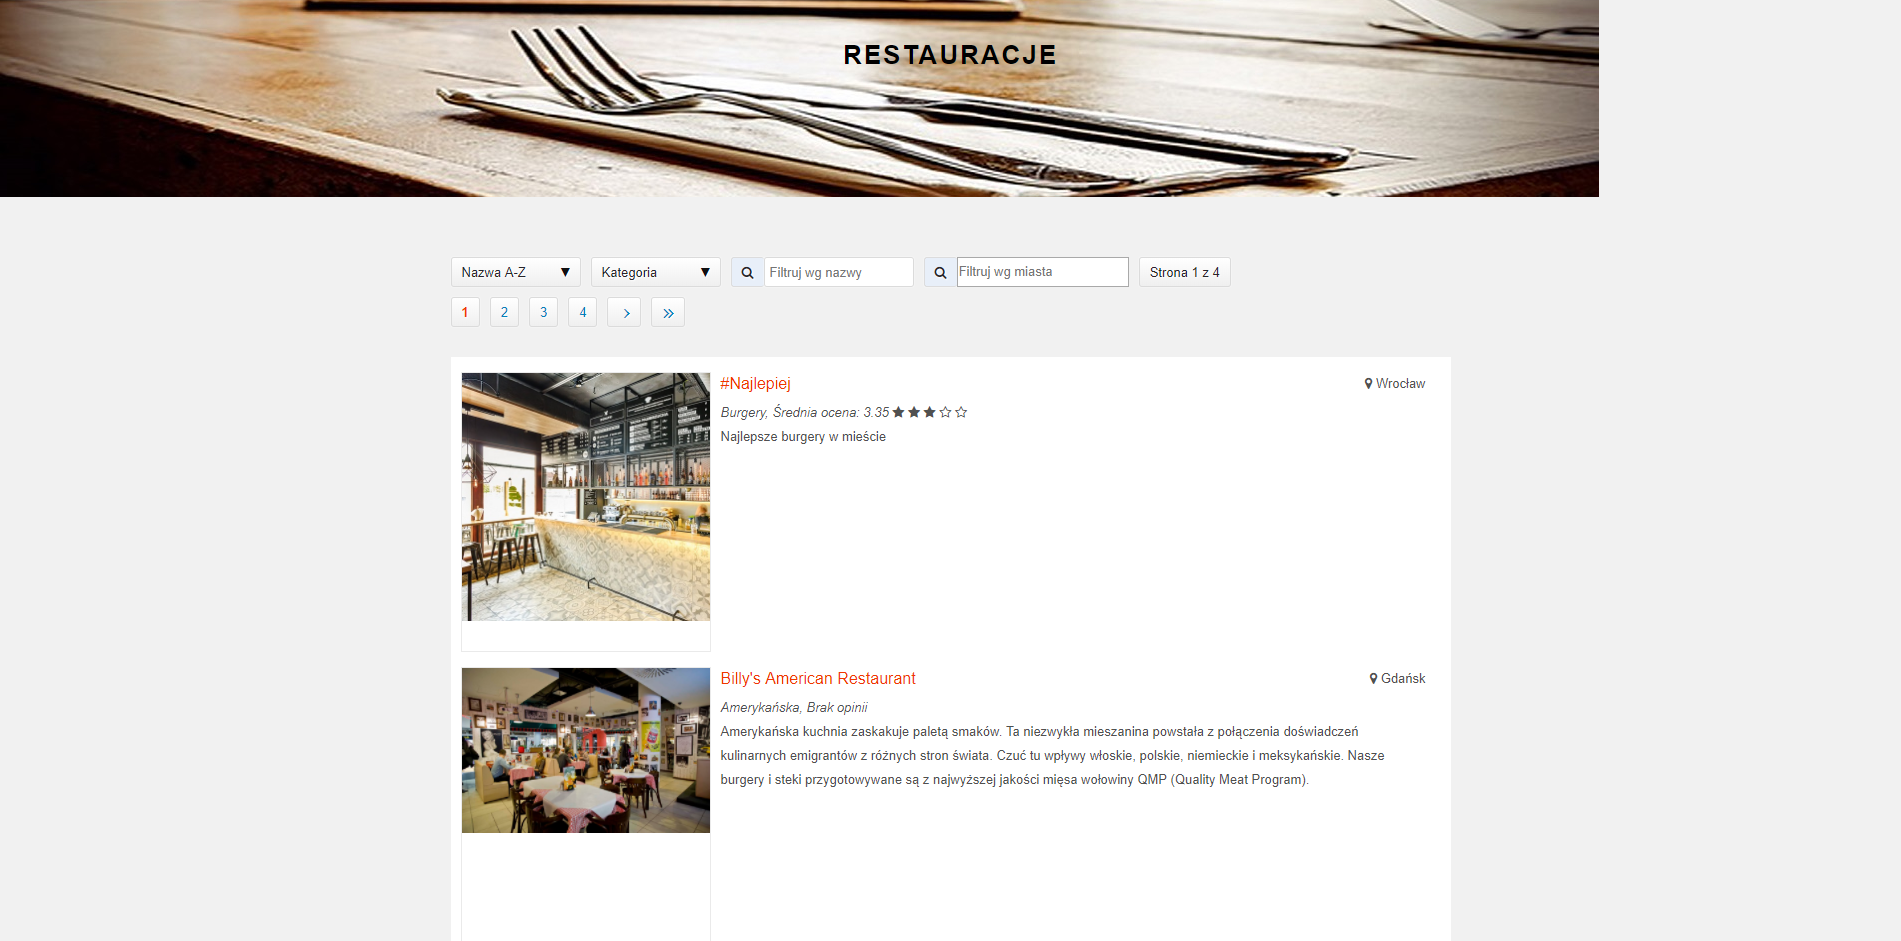 RESTAURACJE
Nazwa A-Z ▼ Kategoria ▼ Filtruj wg nazwy Filtruj wg miasta Strona 1 z 4
1 2 3 4 › »
#Najlepiej Wrocław
Burgery, Średnia ocena: 3.35 ★★★☆☆
Najlepsze burgery w mieście
Billy's American Restaurant Gdańsk
Amerykańska, Brak opinii
Amerykańska kuchnia zaskakuje paletą smaków. Ta niezwykła mieszanina powstała z połączenia doświadczeń
kulinarnych emigrantów z różnych stron świata. Czuć tu wpływy włoskie, polskie, niemieckie i meksykańskie. Nasze
burgery i steki przygotowywane są z najwyższej jakości mięsa wołowiny QMP (Quality Meat Program).